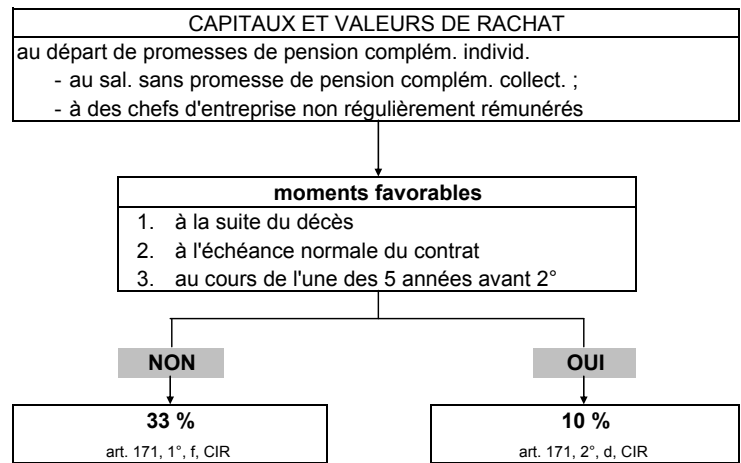 CAPITAUX ET VALEURS DE RACHAT
au départ de promesses de pension complém. individ.
- au sal. sans promesse de pension complém. collect. ;
- à des chefs d'entreprise non régulièrement rémunérés
moments favorables
1. à la suite du décès
2. à l'échéance normale du contrat
3. au cours de l'une des 5 années avant 2°
NON
OUI
33 %
art. 171, 1°, f, CIR
10 %
art. 171, 2°, d, CIR